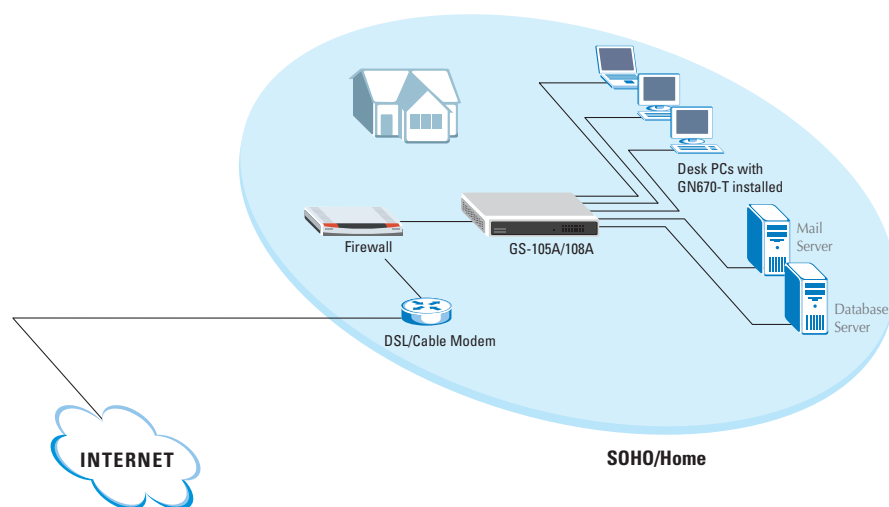 Desk PCs with
GN670-T installed
Mail
Server
Firewall
GS-105A/108A
Database
Server
DSL/Cable Modem
INTERNET
SOHO/Home